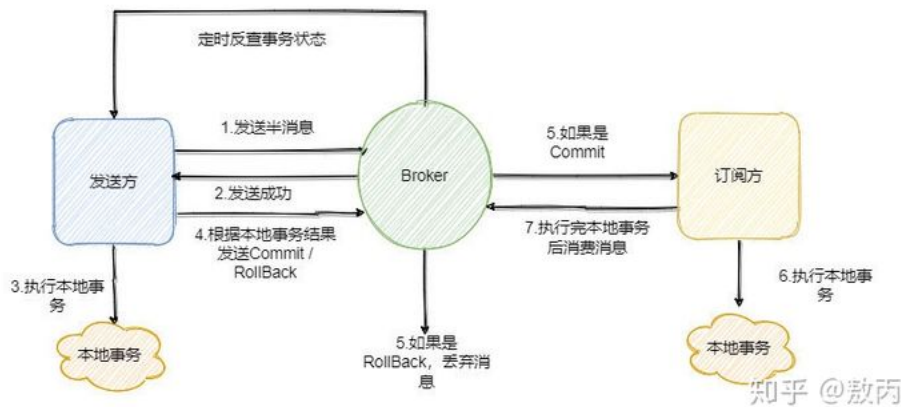 定时反查事务状态
1.发送半消息
5.如果是
Commit
发送方
Broker
订阅方
2.发送成功
4.根据本地事务结果
发送Commit /
RollBack
7.执行完本地事务
后消费消息
3.执行本地事
务
6.执行本地事
务
本地事务
5.如果是
RollBack，丢弃消
息
本地事务
知乎 @敖丙